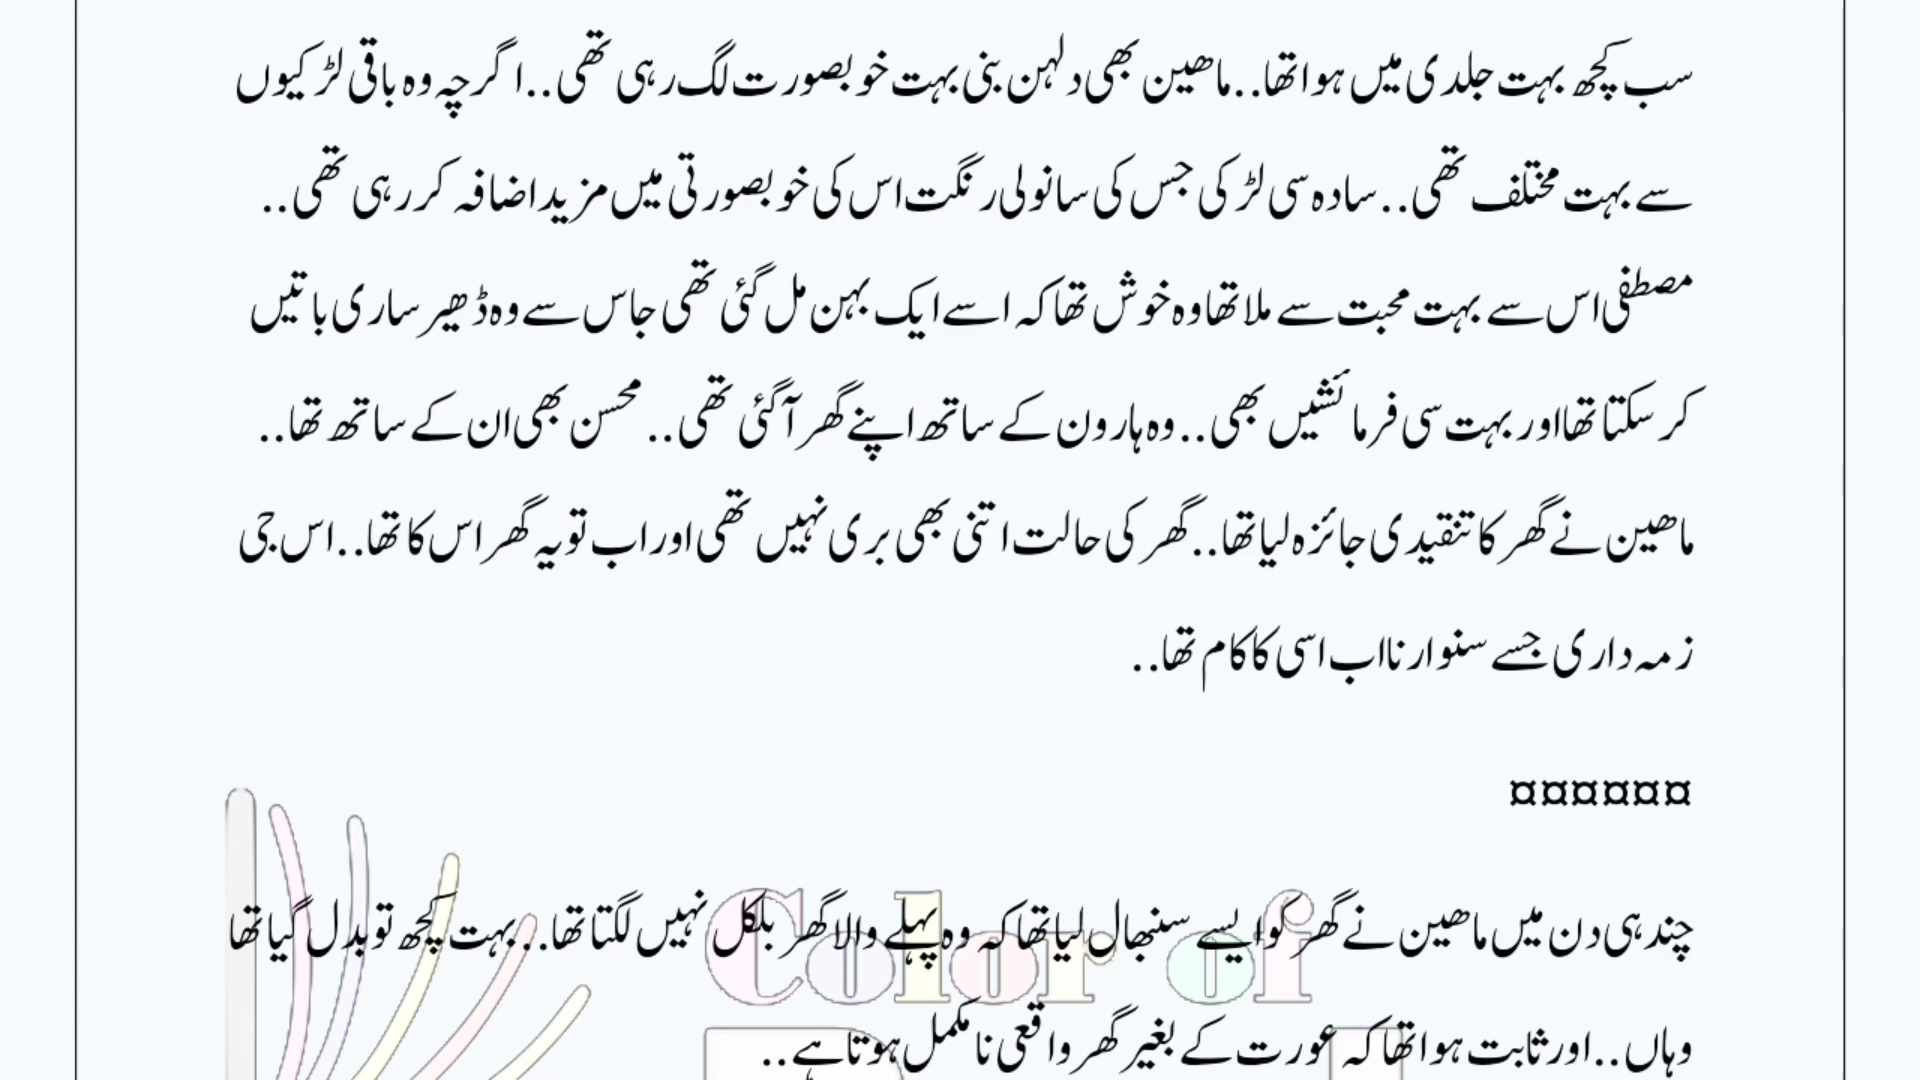 سب کچھ بہت جلدی میں ہوا تھا..ماھین بھی دلہن بنی بہت خوبصورت لگ رہی تھی..اگرچہ وہ باقی لڑکیوں
سے بہت مختلف تھی..سادہ سی لڑکی جس کی سانولی رنگت اس کی خوبصورتی میں مزید اضافہ کر رہی تھی..
مصطفی اس سے بہت محبت سے ملا تھا وہ خوش تھا کہ اسے ایک بہن مل گئی تھی جاس سے وہ ڈھیر ساری باتیں
کر سکتا تھا اور بہت سی فرمائشیں بھی..وہ ہارون کے ساتھ اپنے گھر آگئی تھی..محسن بھی ان کے ساتھ تھا..
ماھین نے گھر کا تنقیدی جائزہ لیا تھا..گھر کی حالت اتنی بھی بری نہیں تھی اور اب تو یہ گھر اس کا تھا..اس جی
زمہ داری جسے سنوارنا اب اسی کا کام تھا..
¤¤¤¤¤¤
چند ہی دن میں ماھین نے گھر کو ایسے سنبھال لیا تھا کہ وہ پہلے والا گھر بلکل نہیں لگتا تھا..بہت کچھ تو بدل گیا تھا
Color of
وہاں..اور ثابت ہوا تھا کہ عورت کے بغیر گھر واقعی نامکمل ہوتا ہے..